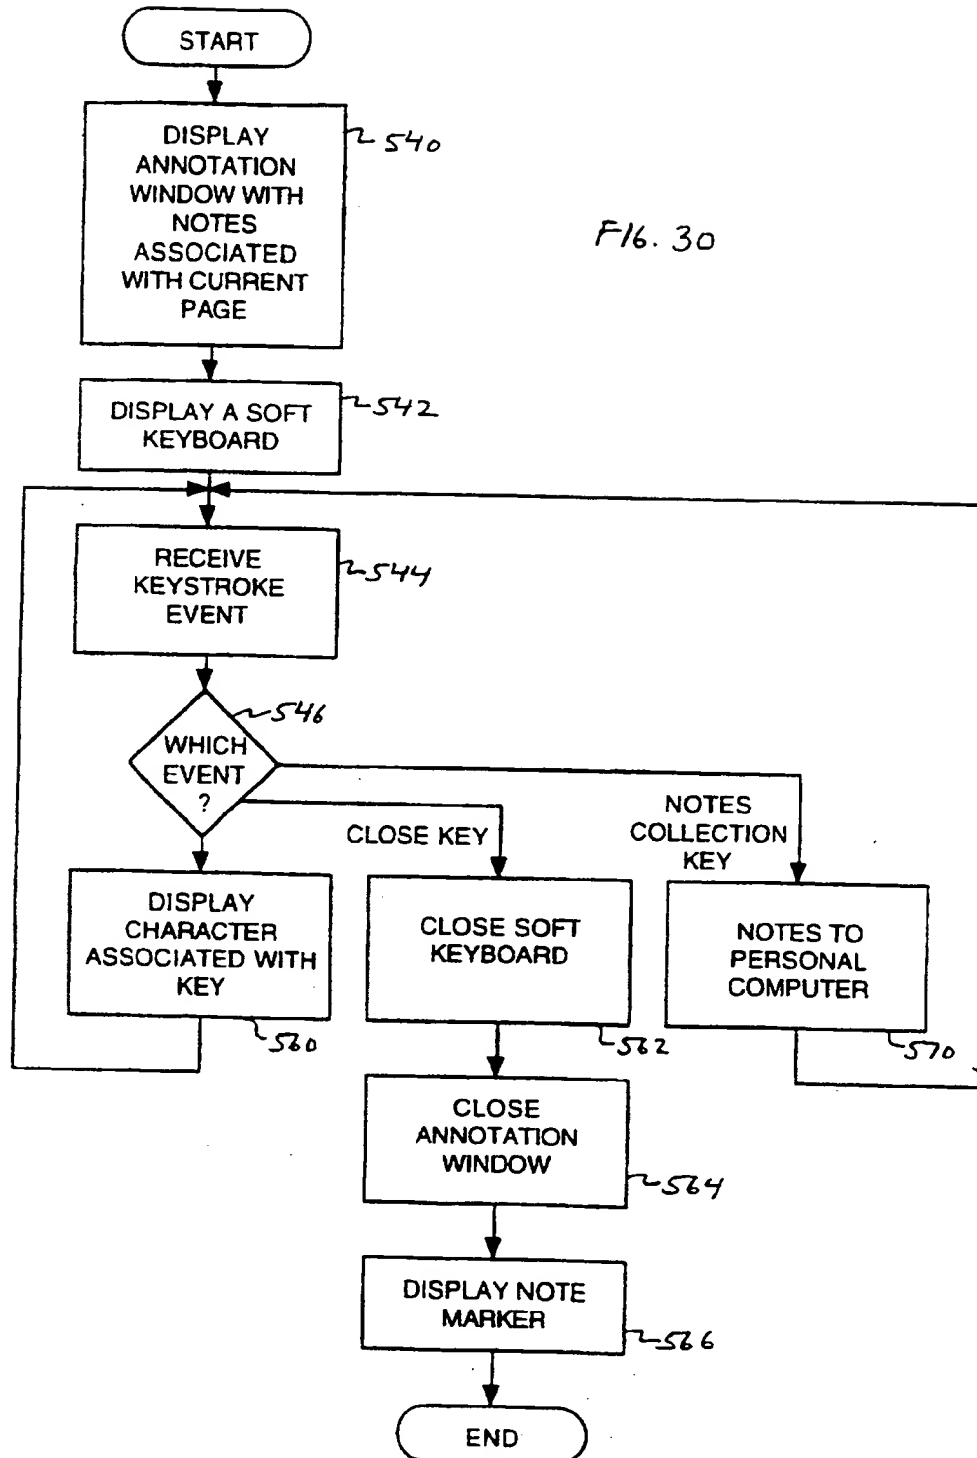 START
DISPLAY
ANNOTATION
WINDOW WITH
NOTES
ASSOCIATED
WITH CURRENT
PAGE
540
FIG. 30
DISPLAY A SOFT
KEYBOARD
542
RECEIVE
KEYSTROKE
EVENT
544
WHICH
EVENT
?
546
CLOSE KEY
NOTES
COLLECTION
KEY
DISPLAY
CHARACTER
ASSOCIATED WITH
KEY
560
CLOSE SOFT
KEYBOARD
562
NOTES TO
PERSONAL
COMPUTER
570
CLOSE
ANNOTATION
WINDOW
564
DISPLAY NOTE
MARKER
566
END